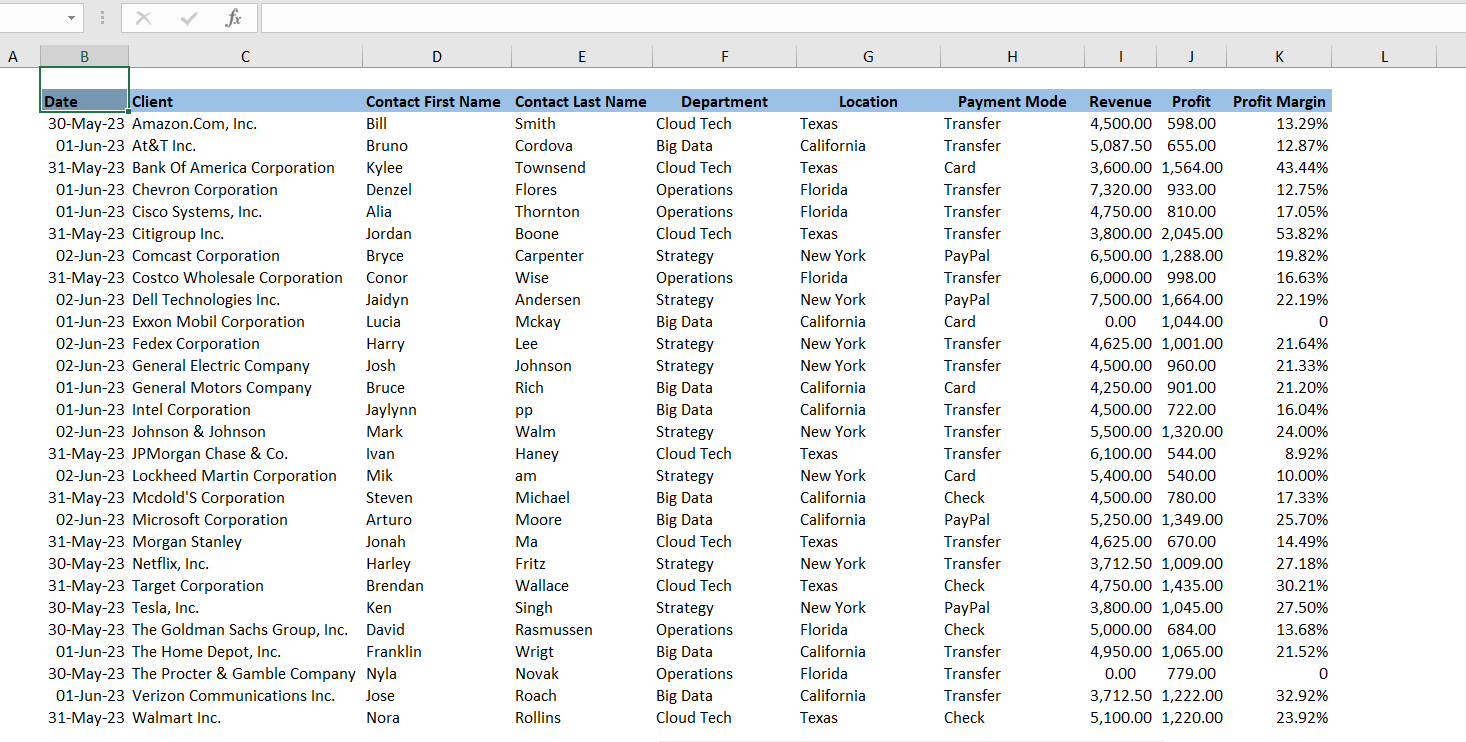 fx
A B C D E F G H I J K L
Date Client Contact First Name Contact Last Name Department Location Payment Mode Revenue Profit Profit Margin
30-May-23 Amazon.Com, Inc. Bill Smith Cloud Tech Texas Transfer 4,500.00 598.00 13.29%
01-Jun-23 At&T Inc. Bruno Cordova Big Data California Transfer 5,087.50 655.00 12.87%
31-May-23 Bank Of America Corporation Kylee Townsend Cloud Tech Texas Card 3,600.00 1,564.00 43.44%
01-Jun-23 Chevron Corporation Denzel Flores Operations Florida Transfer 7,320.00 933.00 12.75%
01-Jun-23 Cisco Systems, Inc. Alia Thornton Operations Florida Transfer 4,750.00 810.00 17.05%
31-May-23 Citigroup Inc. Jordan Boone Cloud Tech Texas Transfer 3,800.00 2,045.00 53.82%
02-Jun-23 Comcast Corporation Bryce Carpenter Strategy New York PayPal 6,500.00 1,288.00 19.82%
31-May-23 Costco Wholesale Corporation Conor Wise Operations Florida Transfer 6,000.00 998.00 16.63%
02-Jun-23 Dell Technologies Inc. Jaidyn Andersen Strategy New York PayPal 7,500.00 1,664.00 22.19%
01-Jun-23 Exxon Mobil Corporation Lucia Mckay Big Data California Card 0.00 1,044.00 0
02-Jun-23 Fedex Corporation Harry Lee Strategy New York Transfer 4,625.00 1,001.00 21.64%
02-Jun-23 General Electric Company Josh Johnson Strategy New York Transfer 4,500.00 960.00 21.33%
01-Jun-23 General Motors Company Bruce Rich Big Data California Card 4,250.00 901.00 21.20%
01-Jun-23 Intel Corporation Jaylynn pp Big Data California Transfer 4,500.00 722.00 16.04%
02-Jun-23 Johnson & Johnson Mark Walm Strategy New York Transfer 5,500.00 1,320.00 24.00%
31-May-23 JPMorgan Chase & Co. Ivan Haney Cloud Tech Texas Transfer 6,100.00 544.00 8.92%
02-Jun-23 Lockheed Martin Corporation Mik am Strategy New York Card 5,400.00 540.00 10.00%
31-May-23 Mcdold'S Corporation Steven Michael Big Data California Check 4,500.00 780.00 17.33%
02-Jun-23 Microsoft Corporation Arturo Moore Big Data California PayPal 5,250.00 1,349.00 25.70%
31-May-23 Morgan Stanley Jonah Ma Cloud Tech Texas Transfer 4,625.00 670.00 14.49%
30-May-23 Netflix, Inc. Harley Fritz Strategy New York Transfer 3,712.50 1,009.00 27.18%
31-May-23 Target Corporation Brendan Wallace Cloud Tech Texas Check 4,750.00 1,435.00 30.21%
30-May-23 Tesla, Inc. Ken Singh Strategy New York PayPal 3,800.00 1,045.00 27.50%
30-May-23 The Goldman Sachs Group, Inc. David Rasmussen Operations Florida Check 5,000.00 684.00 13.68%
01-Jun-23 The Home Depot, Inc. Franklin Wrigt Big Data California Transfer 4,950.00 1,065.00 21.52%
30-May-23 The Procter & Gamble Company Nyla Novak Operations Florida Transfer 0.00 779.00 0
01-Jun-23 Verizon Communications Inc. Jose Roach Big Data California Transfer 3,712.50 1,222.00 32.92%
31-May-23 Walmart Inc. Nora Rollins Cloud Tech Texas Check 5,100.00 1,220.00 23.92%